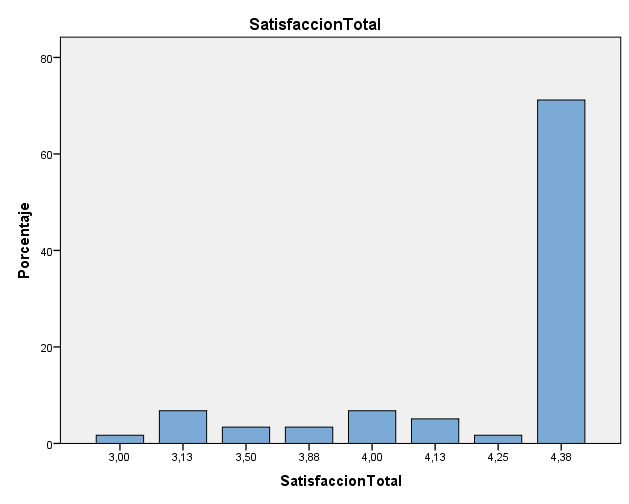 SatisfaccionTotal
80
60
40
20
0
Porcentaje
3,00 3,13 3,50 3,88 4,00 4,13 4,25 4,38
SatisfaccionTotal